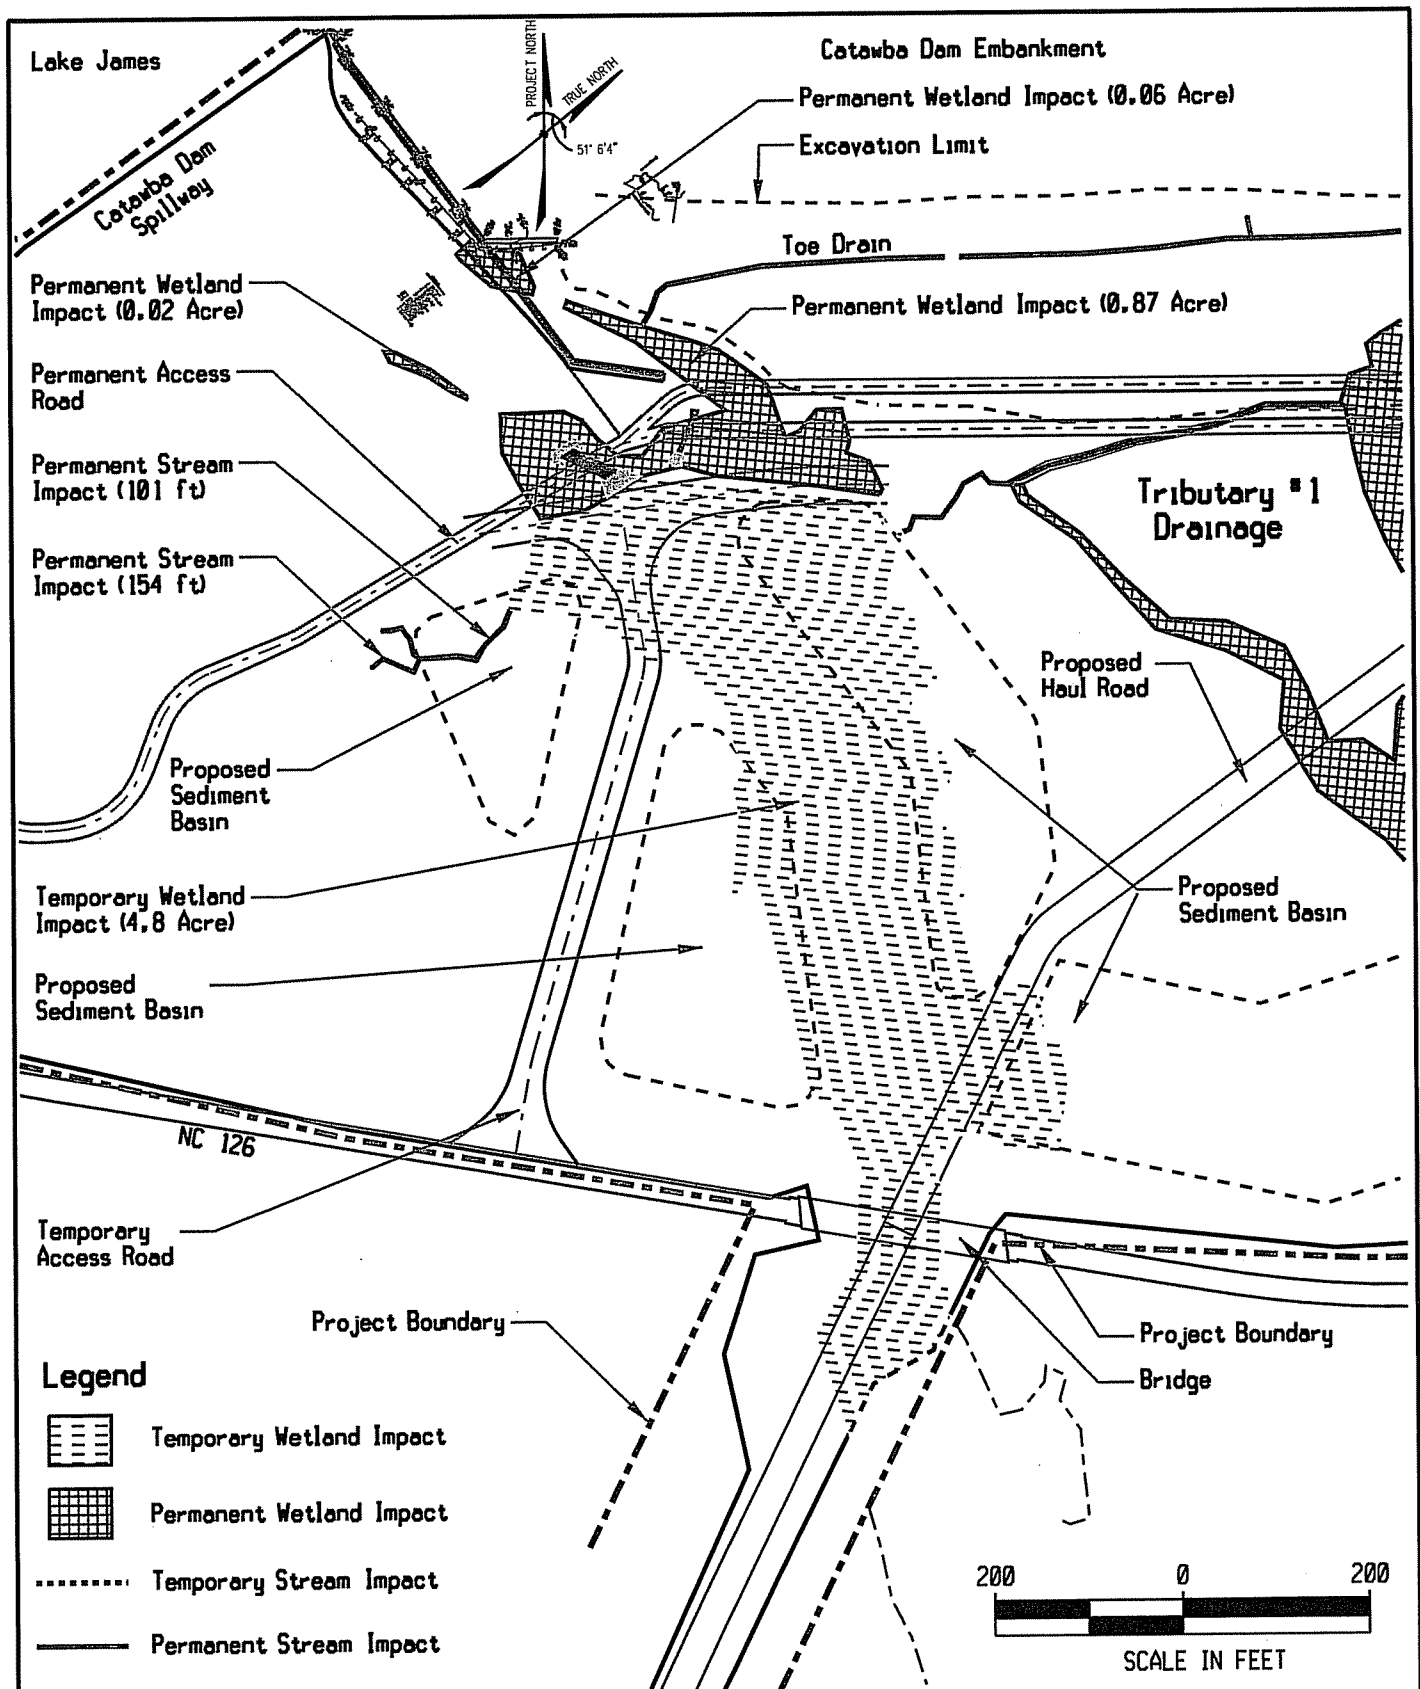 Lake James
PROJECT NORTH
TRUE NORTH
51° 6'4"
Catawba Dam Embankment
Permanent Wetland Impact (0.06 Acre)
Excavation Limit
Catawba Dam
Spillway
Toe Drain
Permanent Wetland
Impact (0.02 Acre)
Permanent Wetland Impact (0.87 Acre)
Permanent Access
Road
Permanent Stream
Impact (101 ft)
Tributary #1
Drainage
Permanent Stream
Impact (154 ft)
Proposed
Haul Road
Proposed
Sediment
Basin
Temporary Wetland
Impact (4.8 Acre)
Proposed
Sediment Basin
Proposed
Sediment Basin
NC 126
Temporary
Access Road
Project Boundary
Project Boundary
Bridge
Legend
Temporary Wetland Impact
Permanent Wetland Impact
Temporary Stream Impact
Permanent Stream Impact
200 0 200
SCALE IN FEET